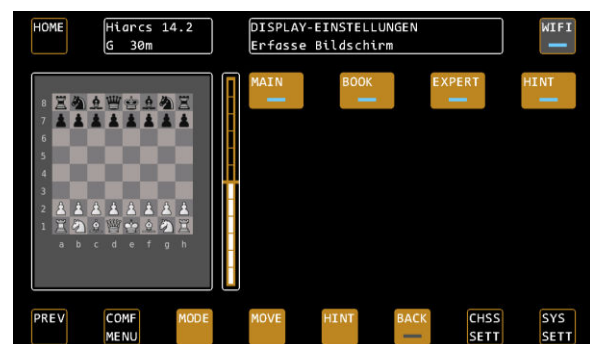 HOME
Hiarcs 14.2
G 30m
DISPLAY-EINSTELLUNGEN
Erfasse Bildschirm
WIFI
MAIN
BOOK
EXPERT
HINT
8
7
6
5
4
3
2
1
a b c d e f g h
PREV
COMF
MENU
MODE
MOVE
HINT
BACK
CHSS
SETT
SYS
SETT